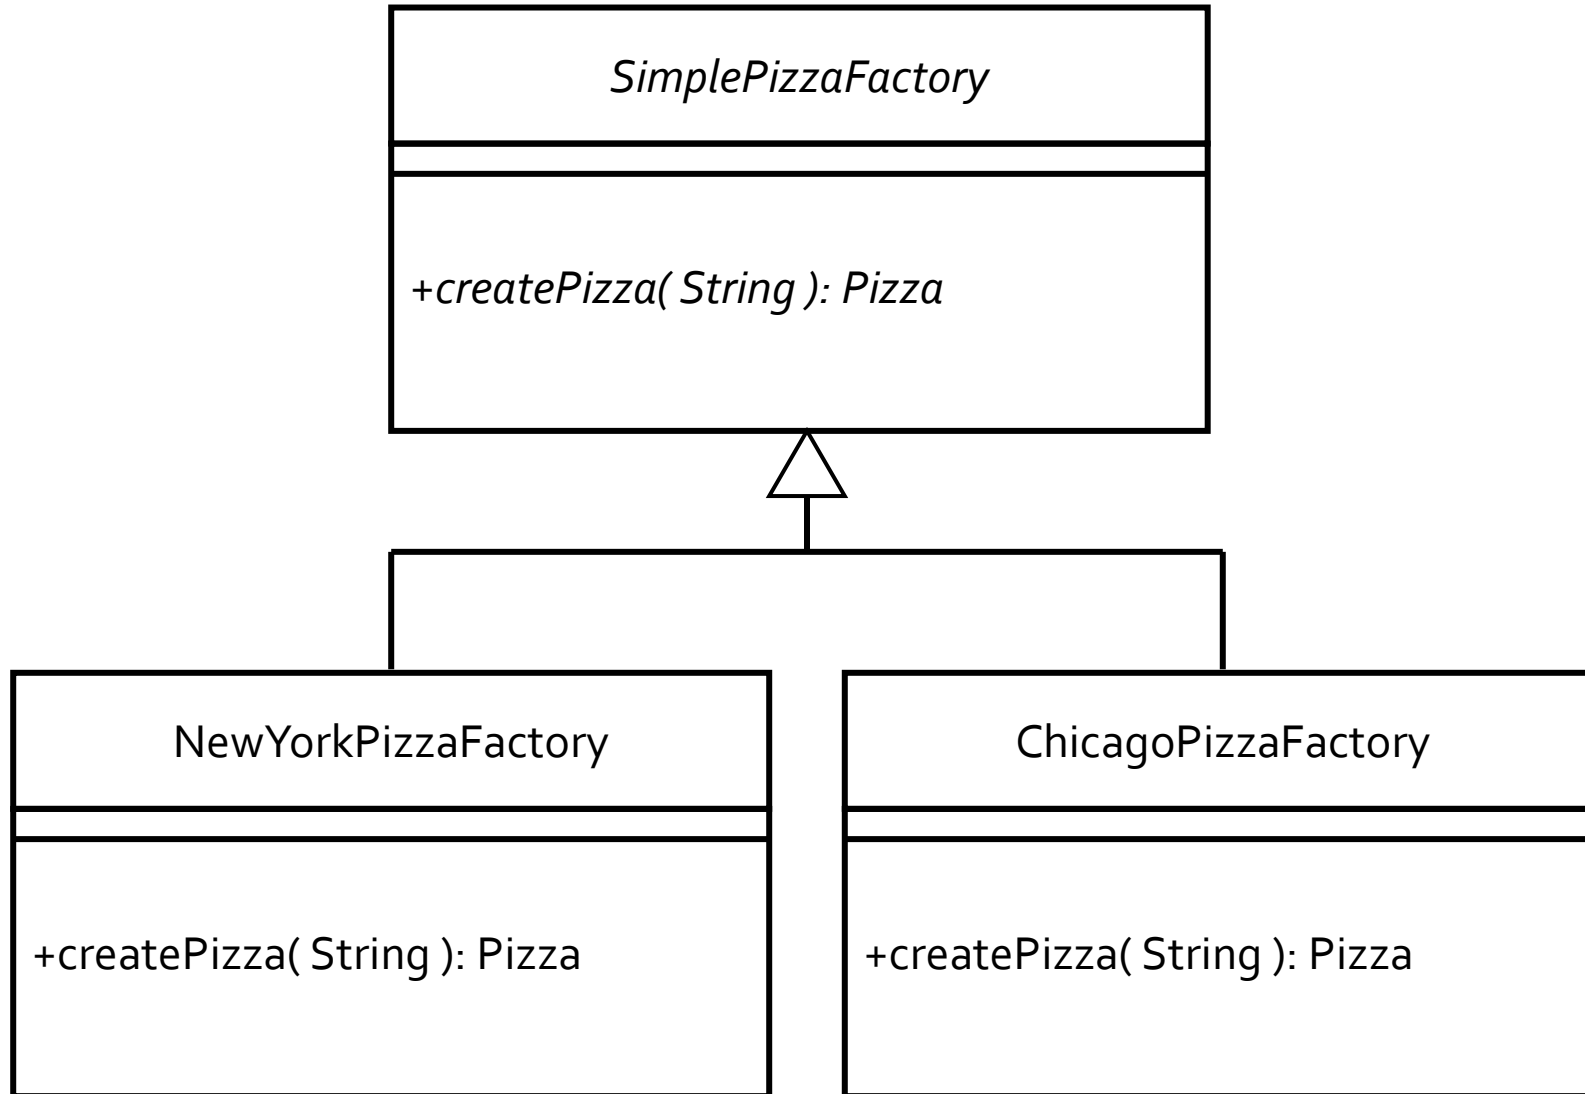 SimplePizzaFactory
+createPizza( String ): Pizza
NewYorkPizzaFactory
+createPizza( String ): Pizza
ChicagoPizzaFactory
+createPizza( String ): Pizza